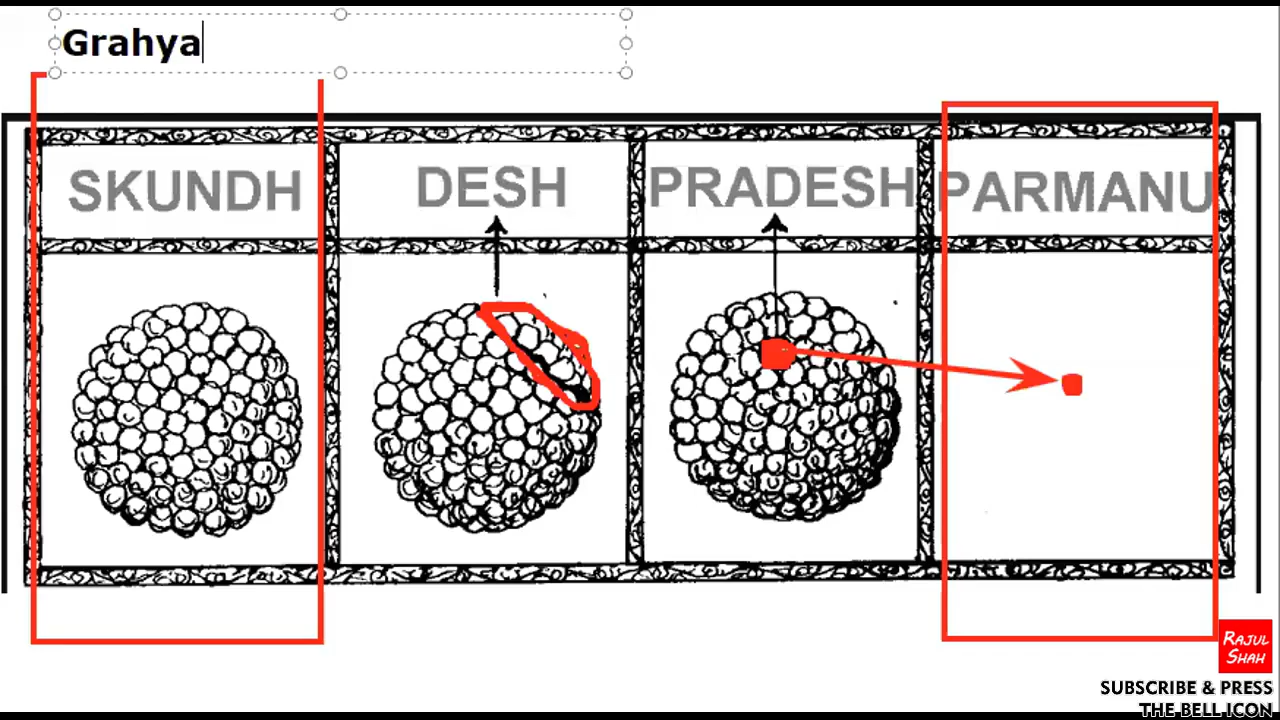 Grahya
SKUNDH DESH PRADESH PARMANU
RAJUL
SHAH
SUBSCRIBE & PRESS
THE BELL ICON